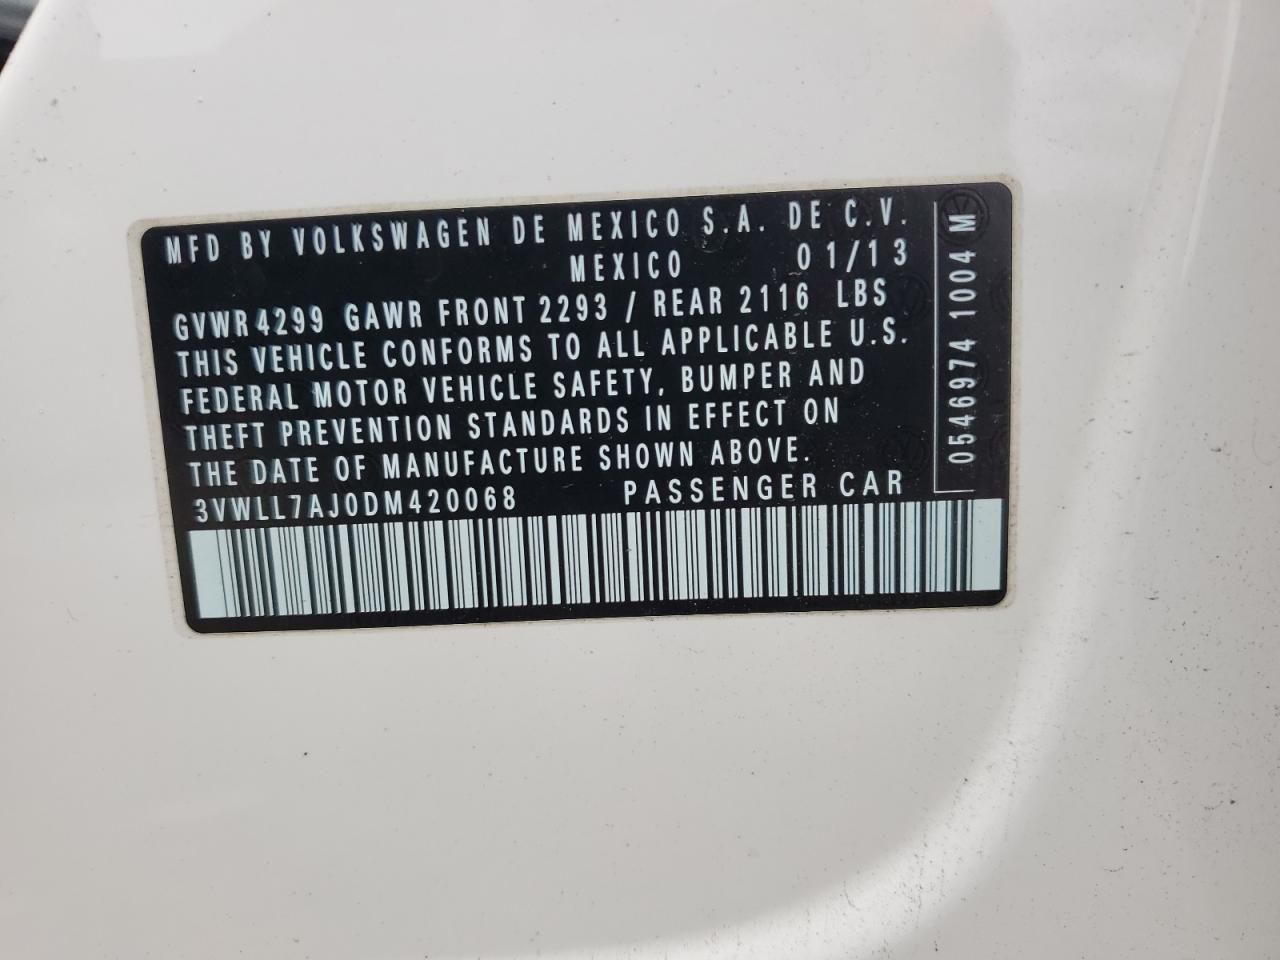 MFD BY VOLKSWAGEN DE MEXICO S.A. DE C.V.
MEXICO 01/13
GVWR 4299 GAWR FRONT 2293 / REAR 2116 LBS
THIS VEHICLE CONFORMS TO ALL APPLICABLE U.S.
FEDERAL MOTOR VEHICLE SAFETY, BUMPER AND
THEFT PREVENTION STANDARDS IN EFFECT ON
THE DATE OF MANUFACTURE SHOWN ABOVE.
3VWLL7AJ0DM420068 PASSENGER CAR
0546974 1004 M